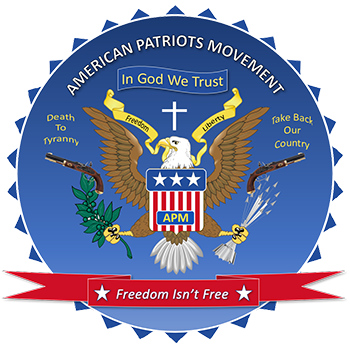 AMERICAN PATRIOTS MOVEMENT
In God We Trust
Freedom
Liberty
Death
To
Tyranny
Take Back
Our
Country
APM
Freedom Isn't Free